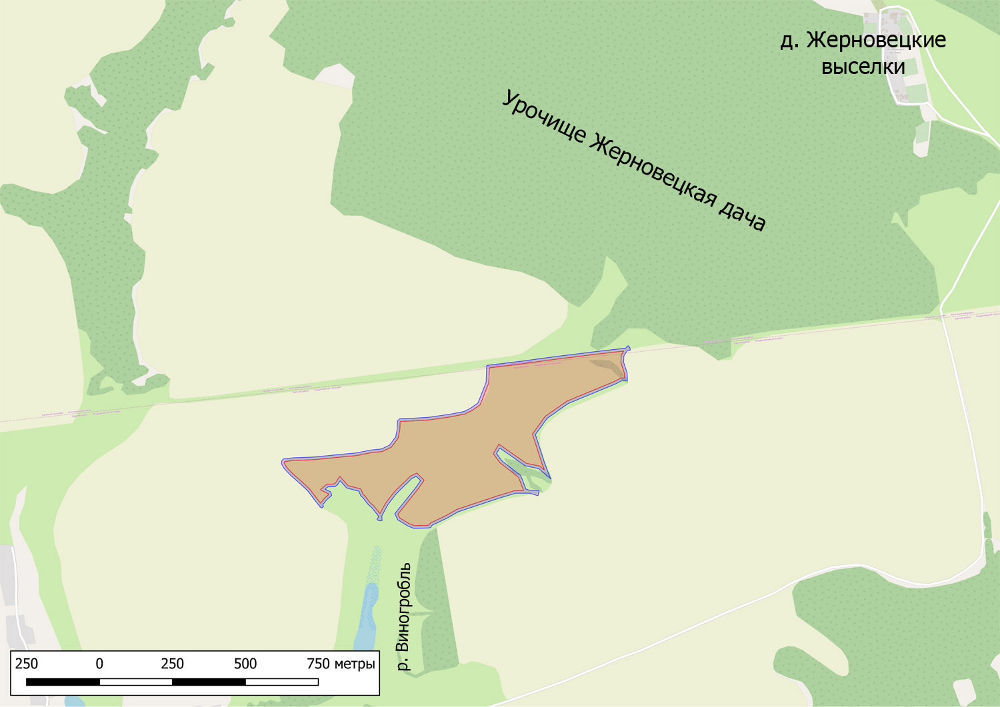 д. Жерновецкие
выселки
Урочище Жерновецкая дача
р. Виногробль
250 0 250 500 750 метры